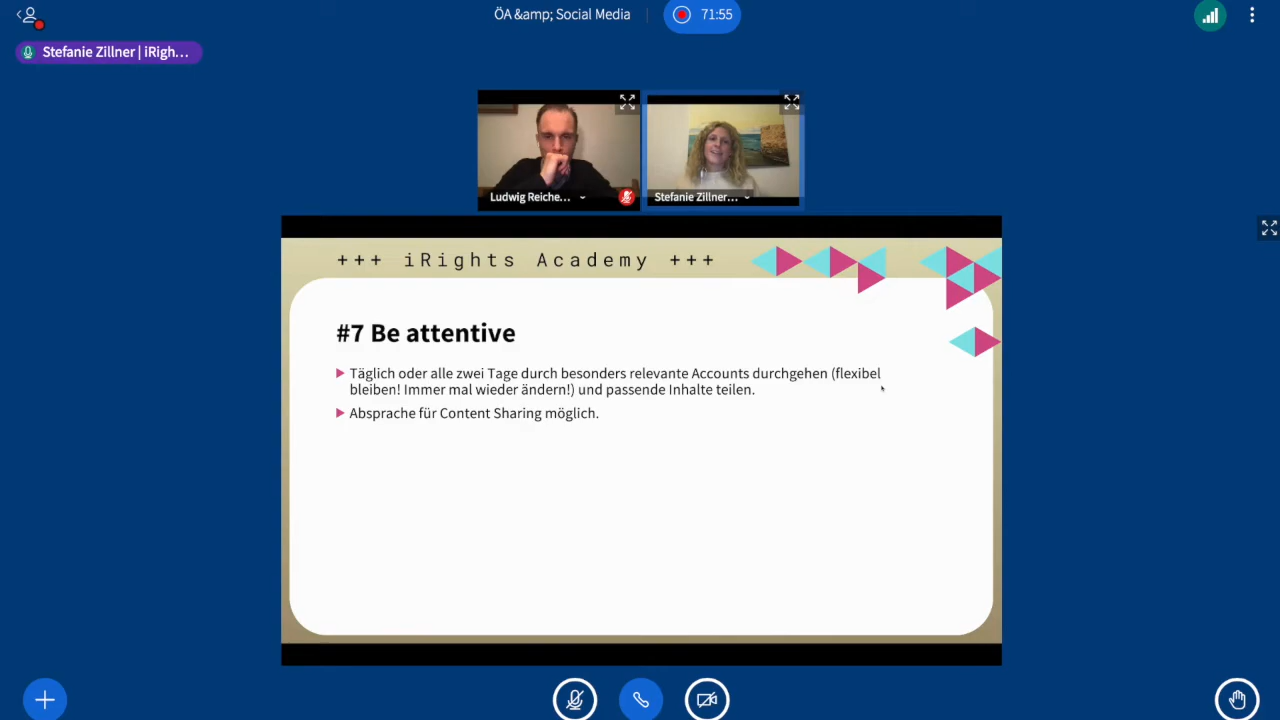 ÖA &amp; Social Media
71:55
Stefanie Zillner | iRigh...
Ludwig Reiche...
Stefanie Zillner...
+++ iRights Academy +++
#7 Be attentive
Täglich oder alle zwei Tage durch besonders relevante Accounts durchgehen (flexibel
bleiben! Immer mal wieder ändern!) und passende Inhalte teilen.
Absprache für Content Sharing möglich.